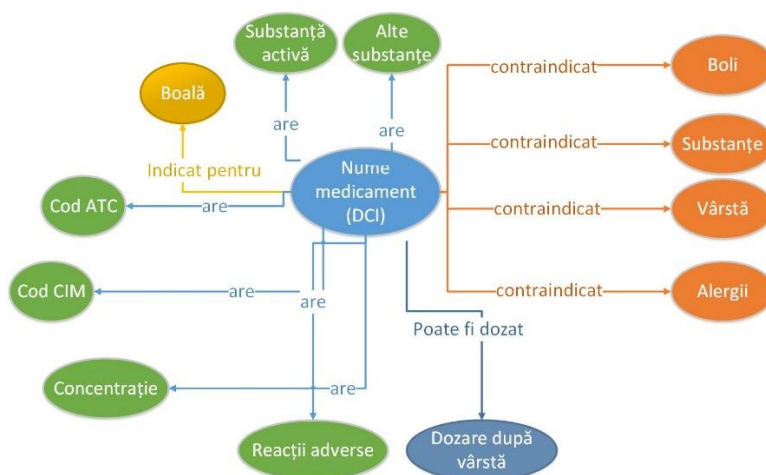 Substanță
activă
Alte
substanțe
contraindicat
Boli
Boală
are
are
contraindicat
Substanțe
Indicat pentru
Nume
medicament
(DCI)
Cod ATC
are
contraindicat
Vârstă
Cod CIM
are
are
contraindicat
Alergii
Poate fi dozat
Concentrație
are
Reacții adverse
Dozare după
vârstă